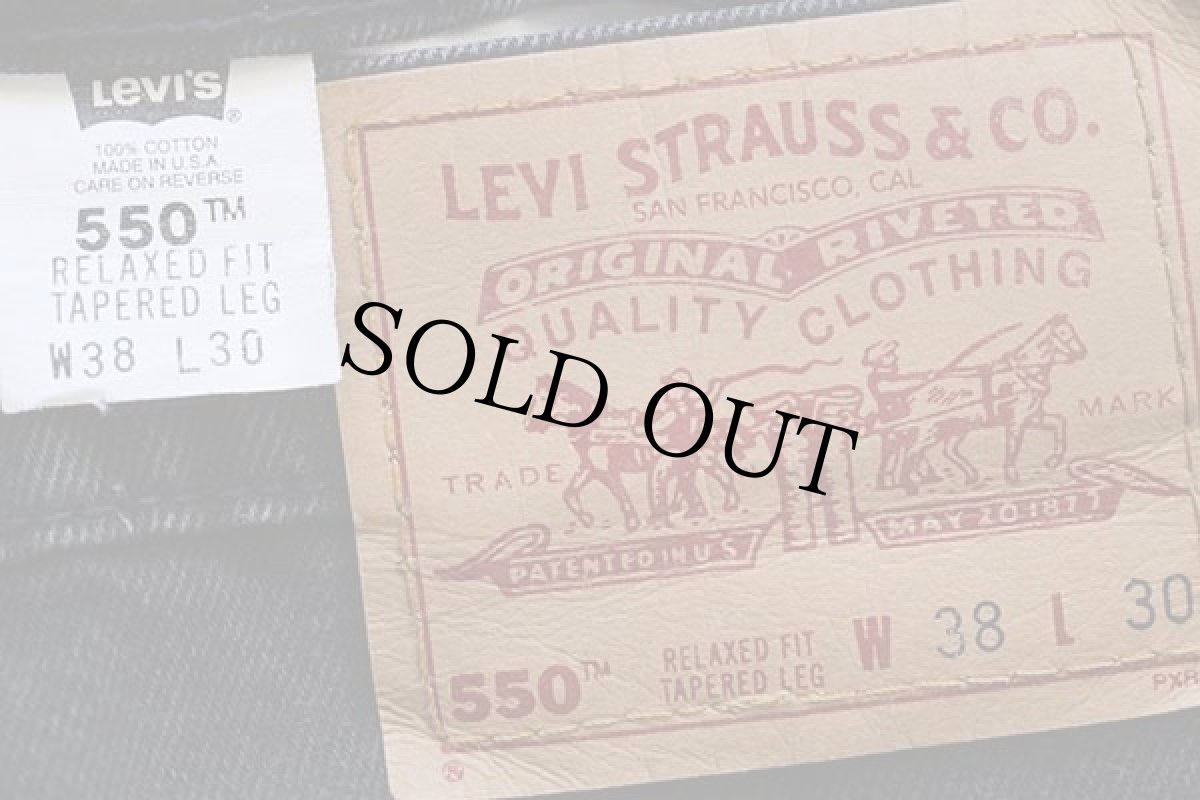 Levi's®
100% COTTON
MADE IN U.S.A.
CARE ON REVERSE
550™
RELAXED FIT
TAPERED LEG
W38 L30
LEVI STRAUSS & CO.
SAN FRANCISCO, CAL
ORIGINAL RIVETED
QUALITY CLOTHING
TRADE MARK
PATENTED IN U.S MAY 20 1873
550™ RELAXED FIT
TAPERED LEG
W 38 L 30
PXR
®
SOLD OUT